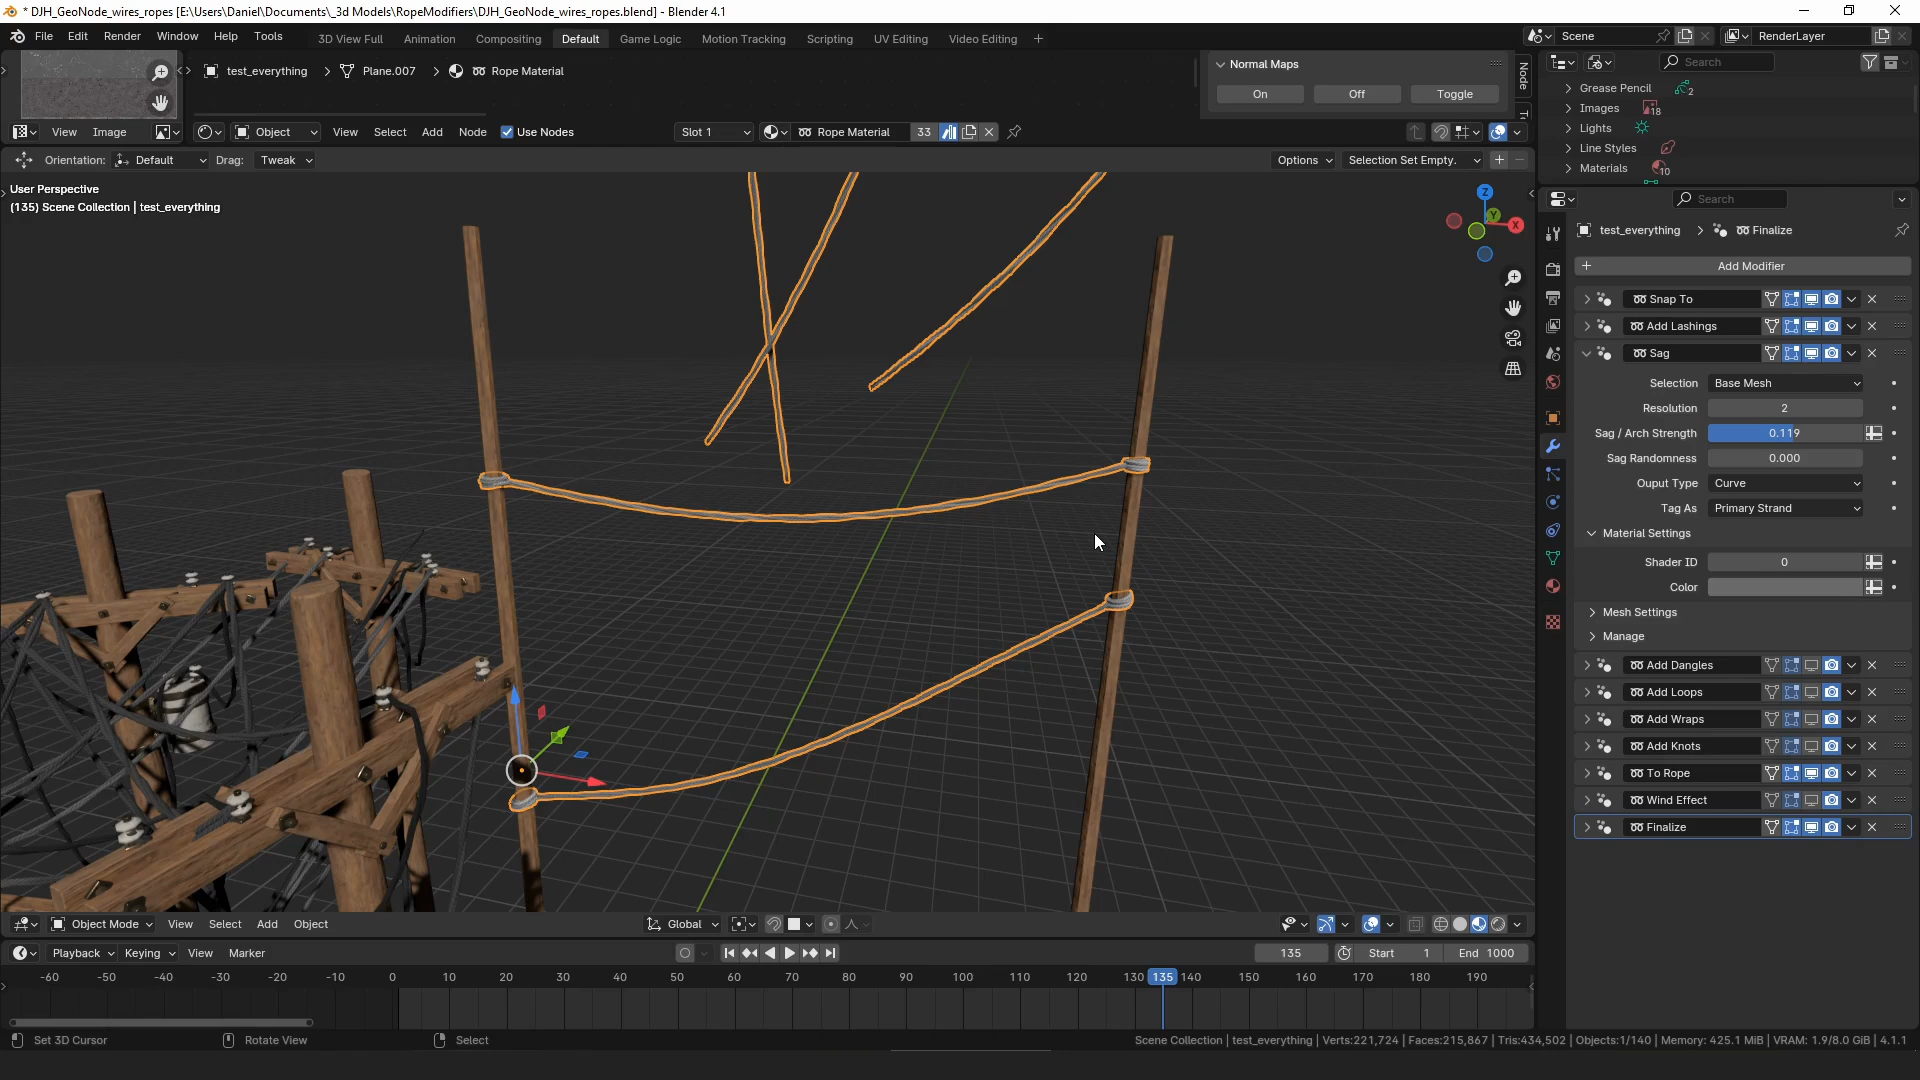 * DJH_GeoNode_wires_ropes [E:\Users\Daniel\Documents\_3d Models\RopeModifiers\DJH_GeoNode_wires_ropes.blend] - Blender 4.1
File Edit Render Window Help Tools
3D View Full Animation Compositing Default Game Logic Motion Tracking Scripting UV Editing Video Editing +
Scene
RenderLayer
test_everything > Plane.007 > Rope Material
Normal Maps
On Off Toggle
Node
View Image
Object View Select Add Node Use Nodes
Slot 1
Rope Material 33
Search
Grease Pencil 2
Images 18
Lights
Line Styles
Materials 10
Orientation: Default Drag: Tweak
Options Selection Set Empty.
User Perspective
(135) Scene Collection | test_everything
Z
Y
X
Search
test_everything > Finalize
Add Modifier
Snap To
Add Lashings
Sag
Selection Base Mesh
Resolution 2
Sag / Arch Strength 0.119
Sag Randomness 0.000
Ouput Type Curve
Tag As Primary Strand
Material Settings
Shader ID 0
Color
Mesh Settings
Manage
Add Dangles
Add Loops
Add Wraps
Add Knots
To Rope
Wind Effect
Finalize
Object Mode View Select Add Object
Global
Playback Keying View Marker
135 Start 1 End 1000
-60 -50 -40 -30 -20 -10 0 10 20 30 40 50 60 70 80 90 100 110 120 130 135 140 150 160 170 180 190
Set 3D Cursor Rotate View Select
Scene Collection | test_everything | Verts:221,724 | Faces:215,867 | Tris:434,502 | Objects:1/140 | Memory: 425.1 MiB | VRAM: 1.9/8.0 GiB | 4.1.1